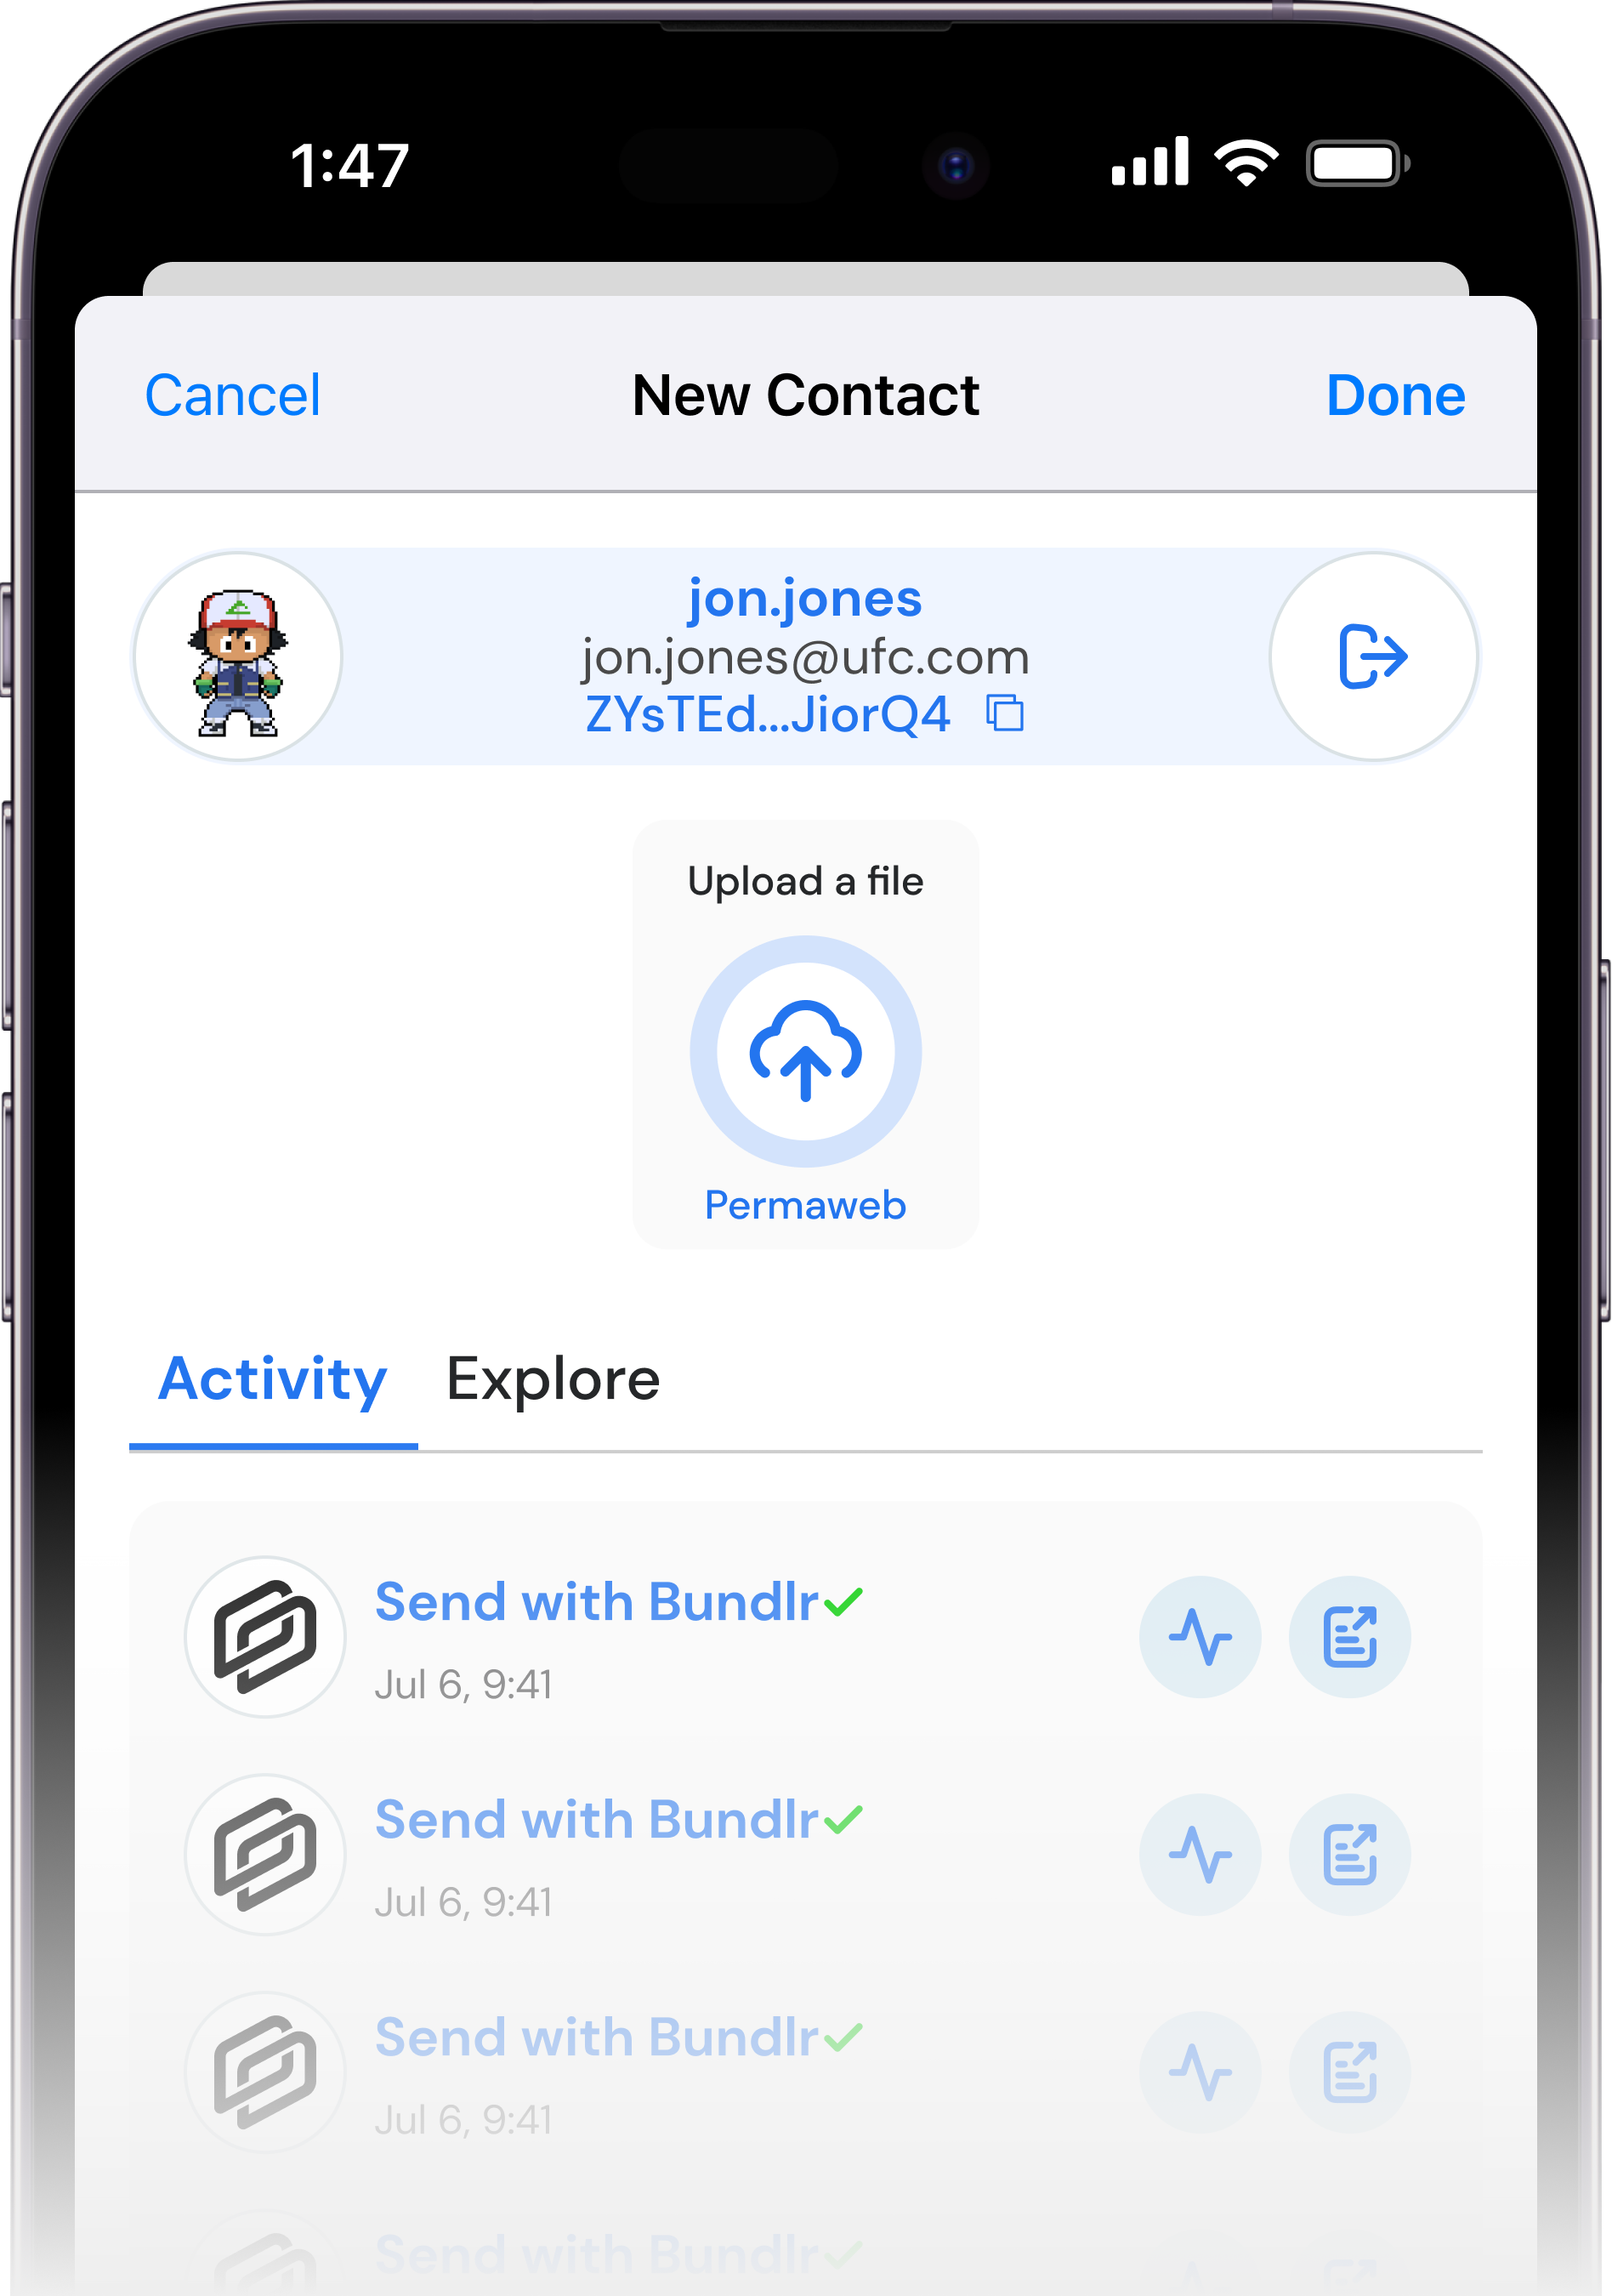 1:47
Cancel New Contact Done
jon.jones
jon.jones@ufc.com
ZYsTEd...JiorQ4
Upload a file
Permaweb
Activity Explore
Send with Bundlr
Jul 6, 9:41
Send with Bundlr
Jul 6, 9:41
Send with Bundlr
Jul 6, 9:41
Send with Bundlr